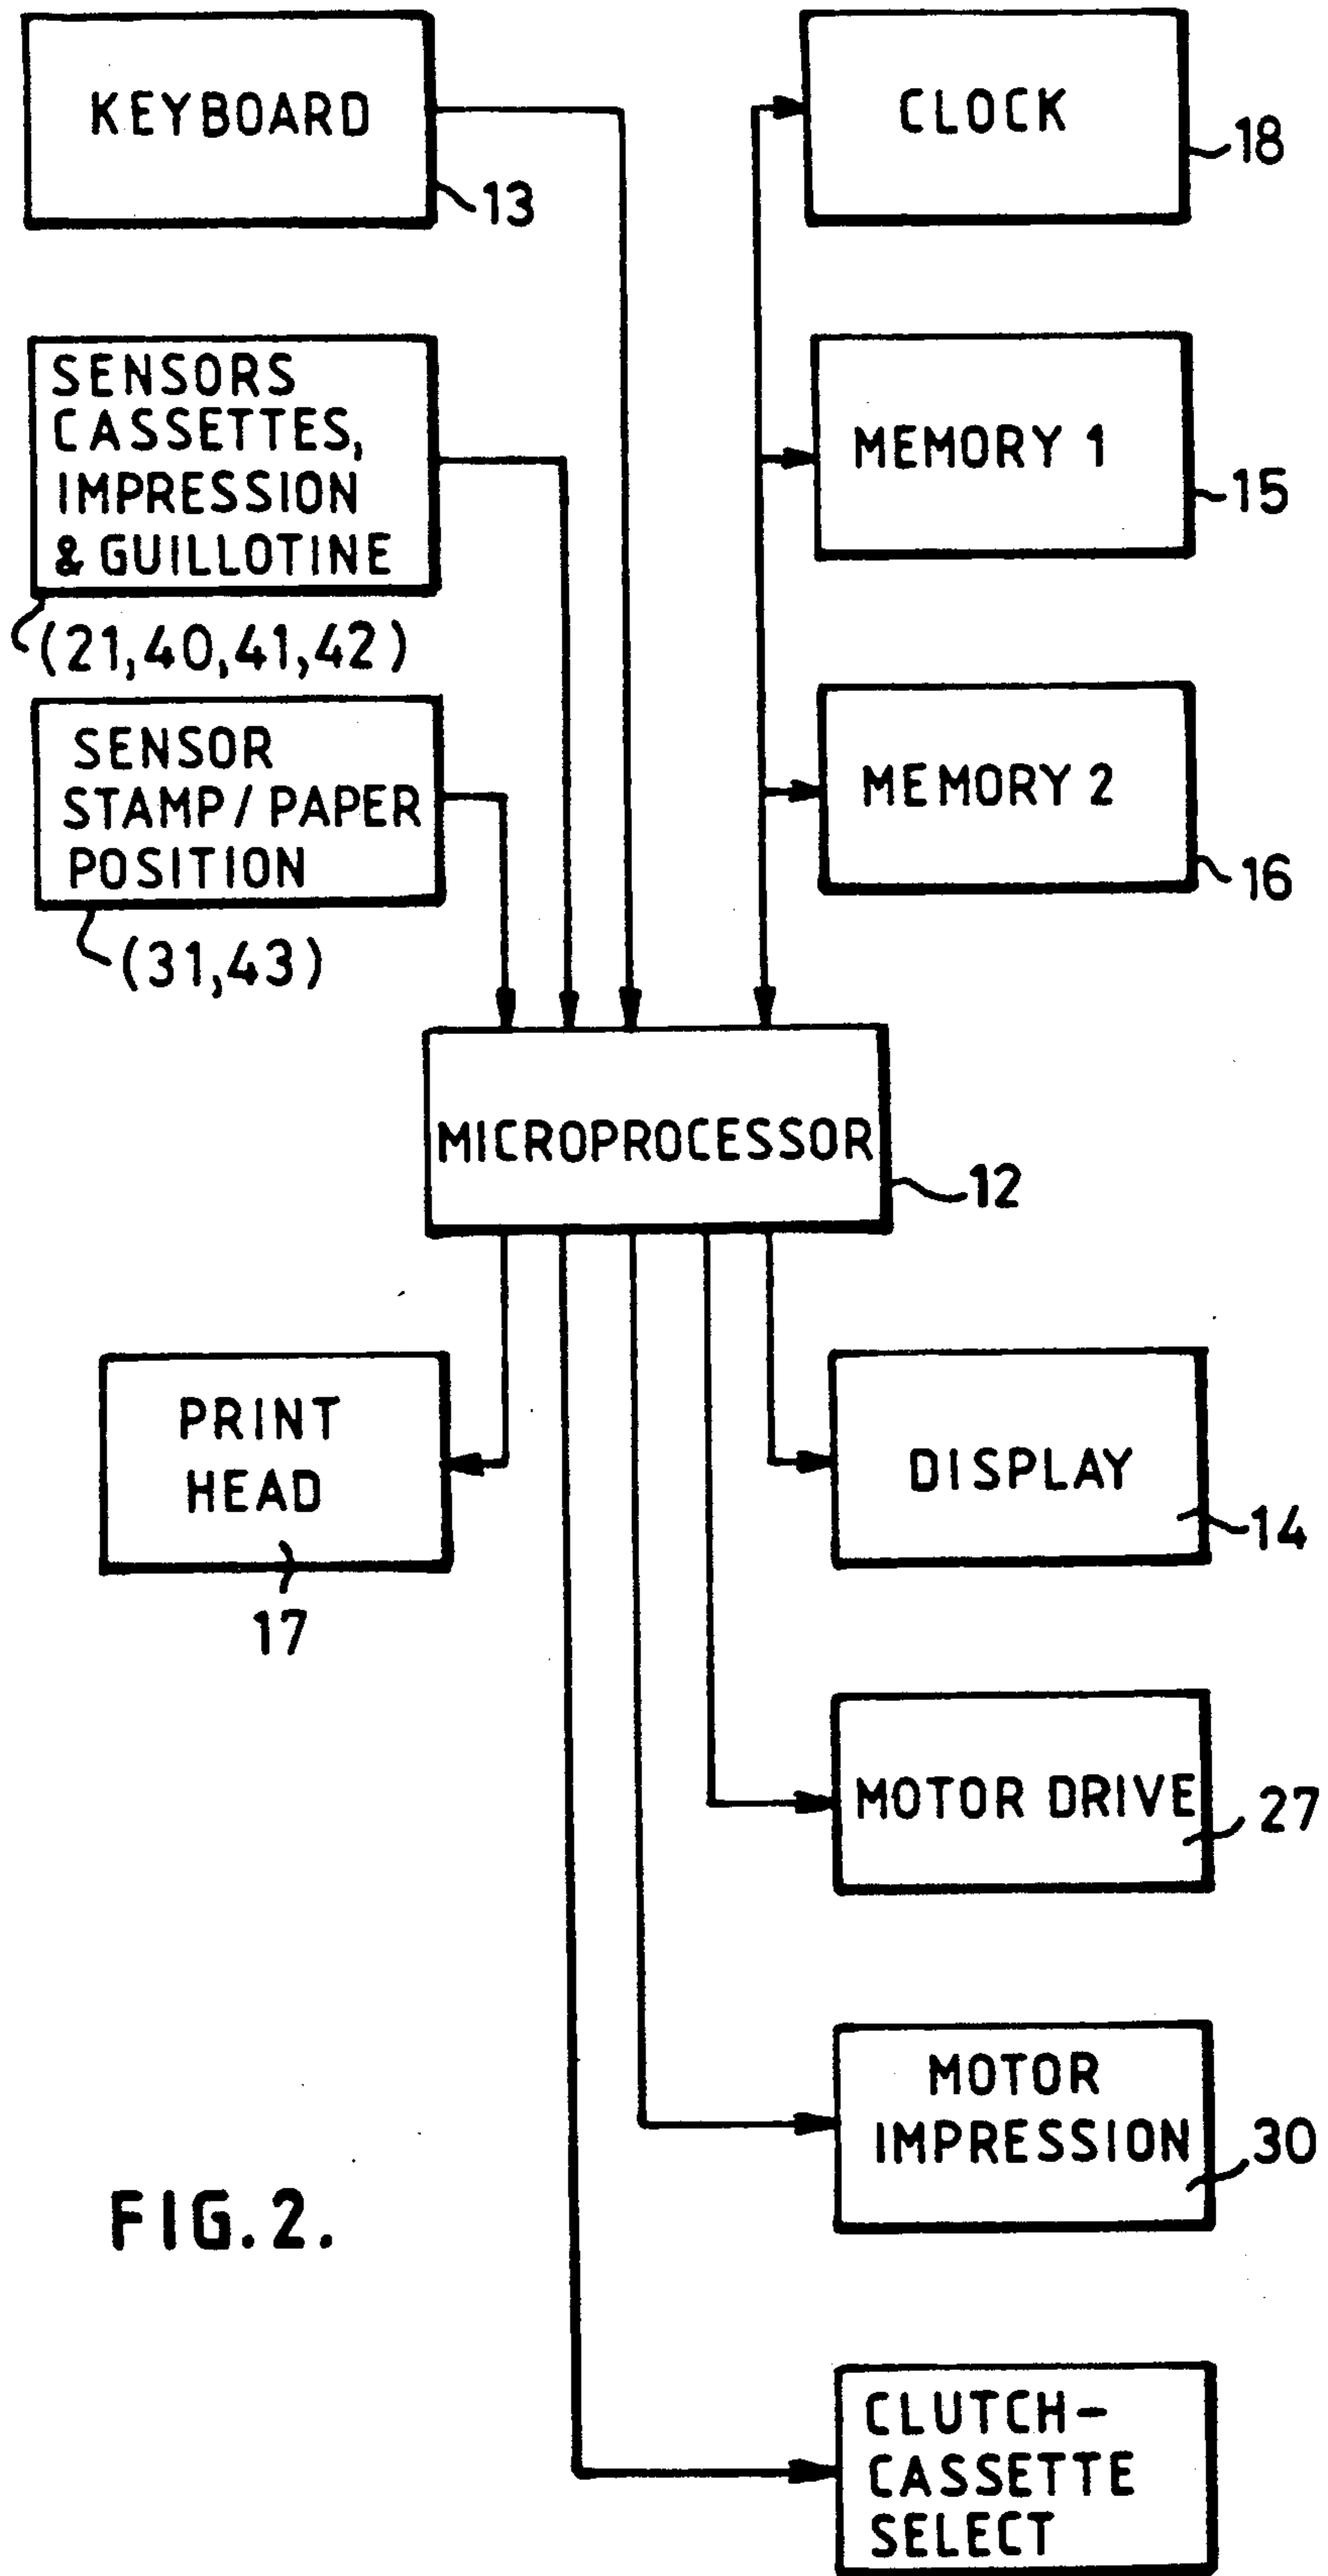 KEYBOARD
13
CLOCK
18
SENSORS
CASSETTES,
IMPRESSION
& GUILLOTINE
(21,40,41,42)
MEMORY 1
15
SENSOR
STAMP/PAPER
POSITION
(31,43)
MEMORY 2
16
MICROPROCESSOR
12
PRINT
HEAD
17
DISPLAY
14
MOTOR DRIVE
27
MOTOR
IMPRESSION
30
CLUTCH-
CASSETTE
SELECT
FIG.2.